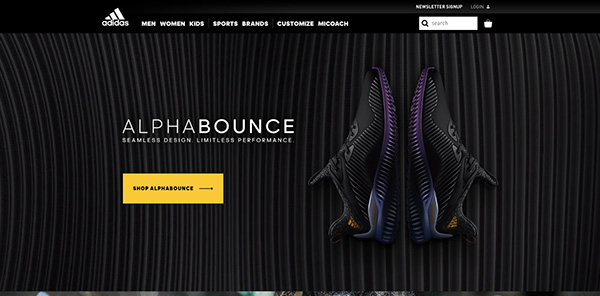 NEWSLETTER SIGNUP LOGIN
adidas
MEN WOMEN KIDS SPORTS BRANDS CUSTOMIZE MICOACH
search
ALPHABOUNCE
SEAMLESS DESIGN. LIMITLESS PERFORMANCE.
SHOP ALPHABOUNCE